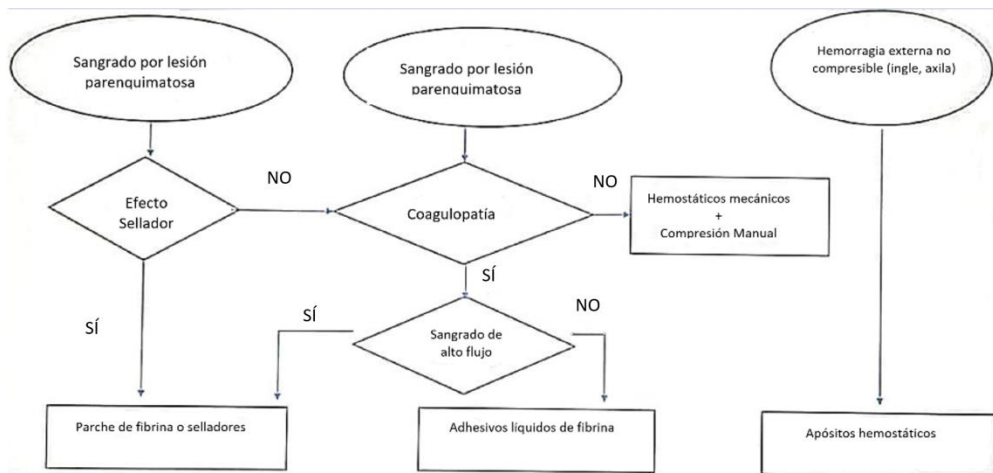 Sangrado por lesión
parenquimatosa
Sangrado por lesión
parenquimatosa
Hemorragia externa no
compresible (ingle, axila)
Efecto
Sellador
NO
Coagulopatía
NO
Hemostáticos mecánicos
+
Compresión Manual
SÍ
SÍ
SÍ
Sangrado de
alto flujo
NO
Parche de fibrina o selladores
Adhesivos líquidos de fibrina
Apósitos hemostáticos